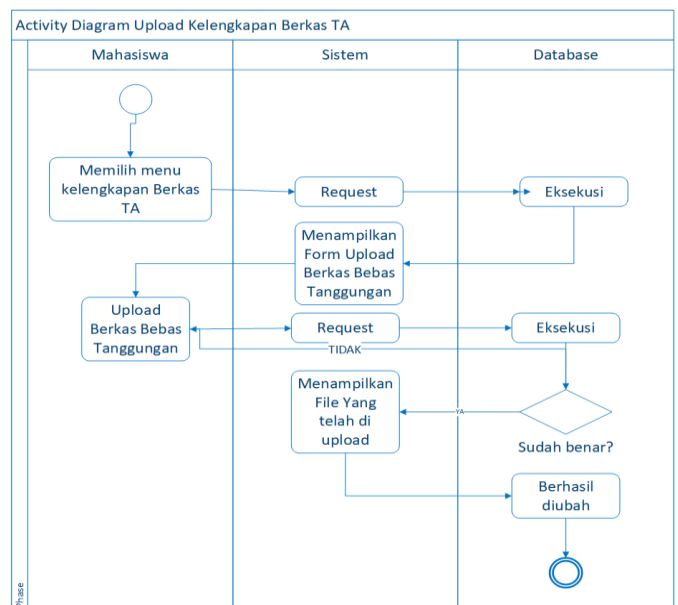 Activity Diagram Upload Kelengkapan Berkas TA
Mahasiswa
Sistem
Database
Memilih menu
kelengkapan Berkas
TA
Request
Eksekusi
Menampilkan
Form Upload
Berkas Bebas
Tanggungan
Upload
Berkas Bebas
Tanggungan
Request
Eksekusi
TIDAK
Menampilkan
File Yang
telah di
upload
YA
Sudah benar?
Berhasil
diubah
Phase